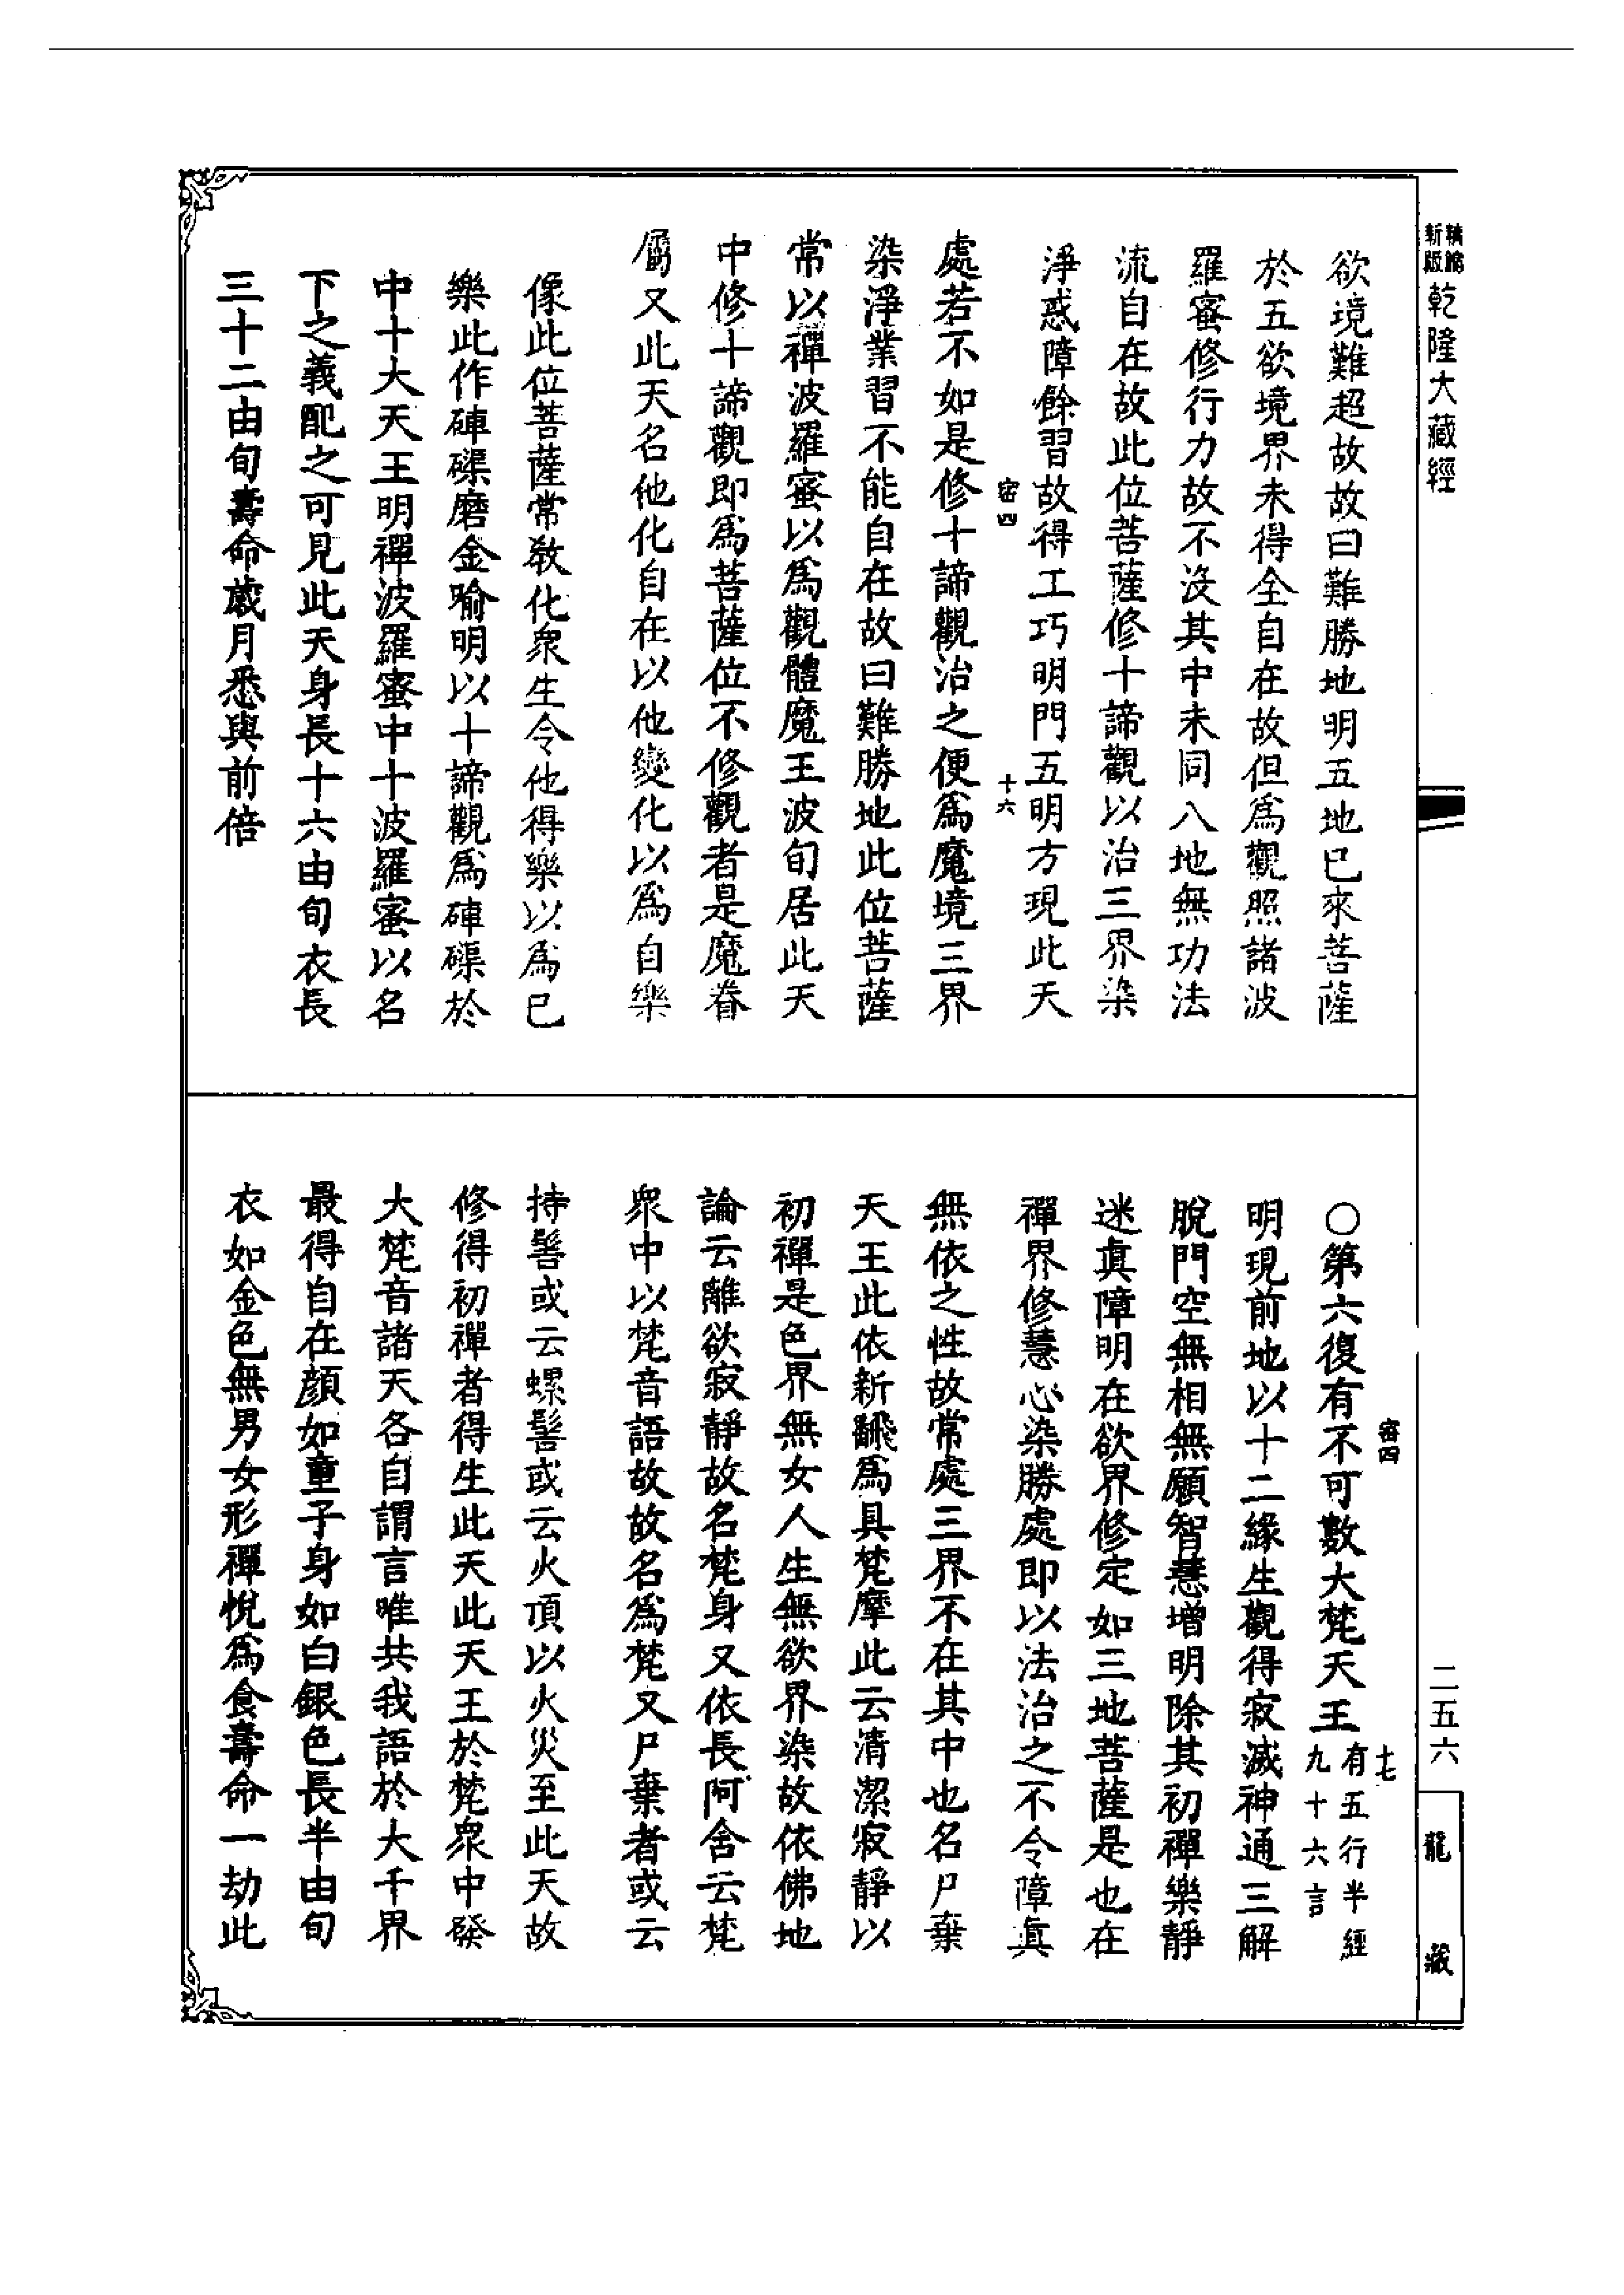 精縮
新版
乾隆大藏經
欲境難超故故曰難勝地明五地已來菩薩
於五欲境界未得全自在故但為觀照諸波
羅蜜修行力故不沒其中未同八地無功法
流自在故此位菩薩修十諦觀以治三界染
淨惑障餘習故得工巧明門五明方現此天
密四
十六
處若不如是修十諦觀治之便為魔境三界
染淨業習不能自在故曰難勝地此位菩薩
常以禪波羅蜜以為觀體魔王波旬居此天
中修十諦觀即為菩薩位不修觀者是魔眷
屬又此天名他化自在以他變化以為自樂
像此位菩薩常教化眾生令他得樂以為已
樂此作硨磲磨金喻明以十諦觀為硨磲於
中十大天王明禪波羅蜜中十波羅蜜以名
下之義配之可見此天身長十六由旬衣長
三十二由旬壽命歲月悉與前倍
密四
十七
○第六復有不可數大梵天王有五行半經
九十六言
明現前地以十二緣生觀得寂滅神通三解
脫門空無相無願智慧增明除其初禪樂靜
迷真障明在欲界修定如三地菩薩是也在
禪界修慧心染勝處即以法治之不令障真
無依之性故常處三界不在其中也名尸棄
天王此依新飜為具梵摩此云清潔寂靜以
初禪是色界無女人生無欲界染故依佛地
論云離欲寂靜故名梵身又依長阿舍云梵
眾中以梵音語故故名為梵又尸棄者或云
持髻或云螺髻或云火頂以火災至此天故
修得初禪者得生此天此天王於梵眾中發
大梵音諸天各自謂言唯共我語於大千界
最得自在顏如童子身如白銀色長半由旬
衣如金色無男女形禪悅為食壽命一劫此
二五六
龍藏